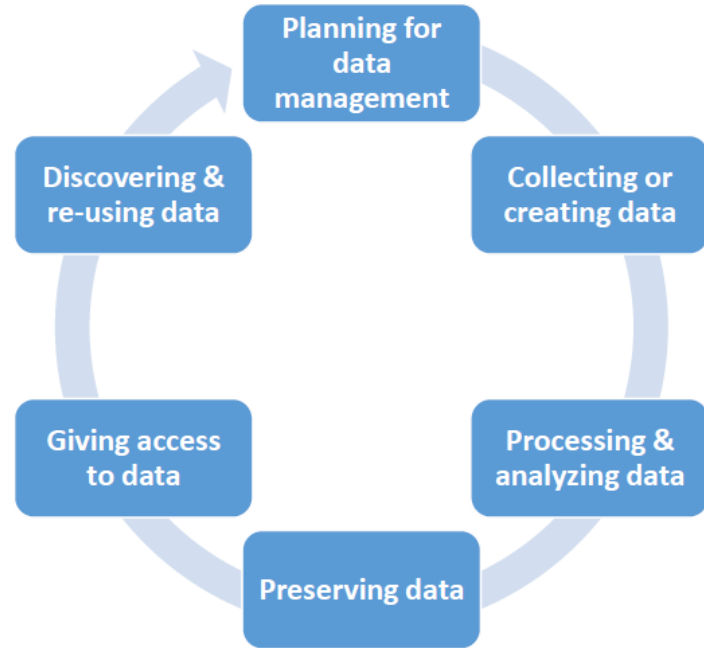 Planning for
data
management
Collecting or
creating data
Processing &
analyzing data
Preserving data
Giving access
to data
Discovering &
re-using data